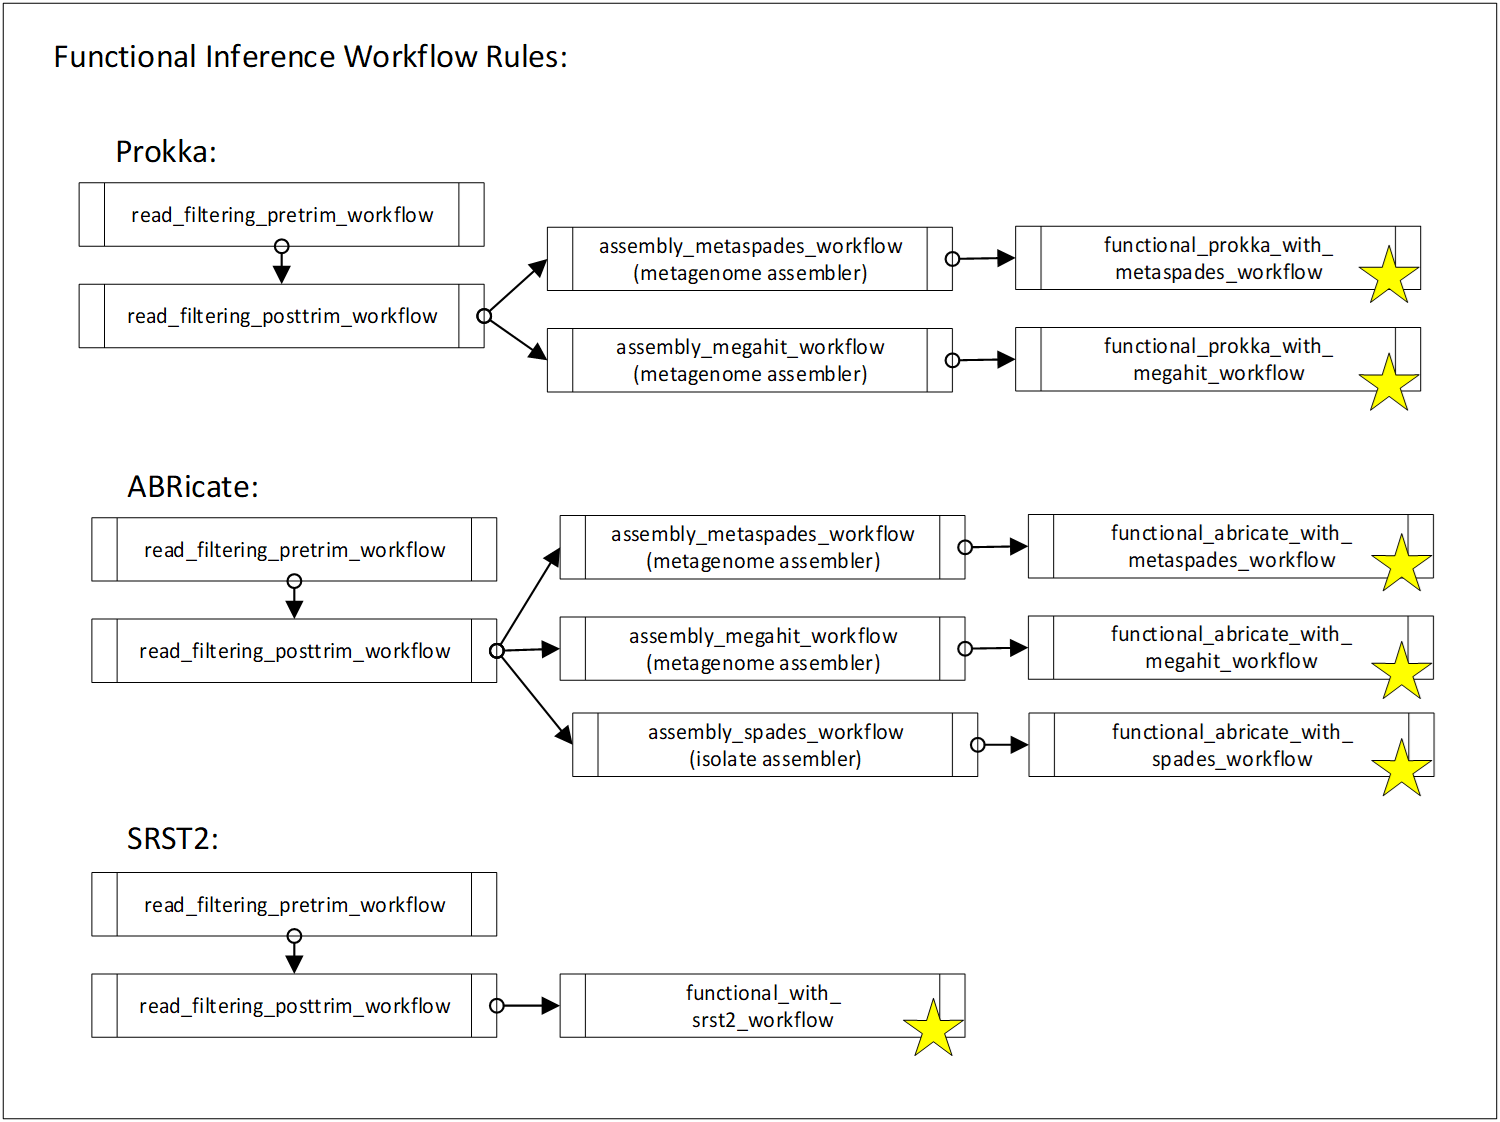 Functional Inference Workflow Rules:
Prokka:
read_filtering_pretrim_workflow
read_filtering_posttrim_workflow
assembly_metaspades_workflow
(metagenome assembler)
functional_prokka_with_
metaspades_workflow
assembly_megahit_workflow
(metagenome assembler)
functional_prokka_with_
megahit_workflow
ABRicate:
read_filtering_pretrim_workflow
read_filtering_posttrim_workflow
assembly_metaspades_workflow
(metagenome assembler)
functional_abricate_with_
metaspades_workflow
assembly_megahit_workflow
(metagenome assembler)
functional_abricate_with_
megahit_workflow
assembly_spades_workflow
(isolate assembler)
functional_abricate_with_
spades_workflow
SRST2:
read_filtering_pretrim_workflow
read_filtering_posttrim_workflow
functional_with_
srst2_workflow